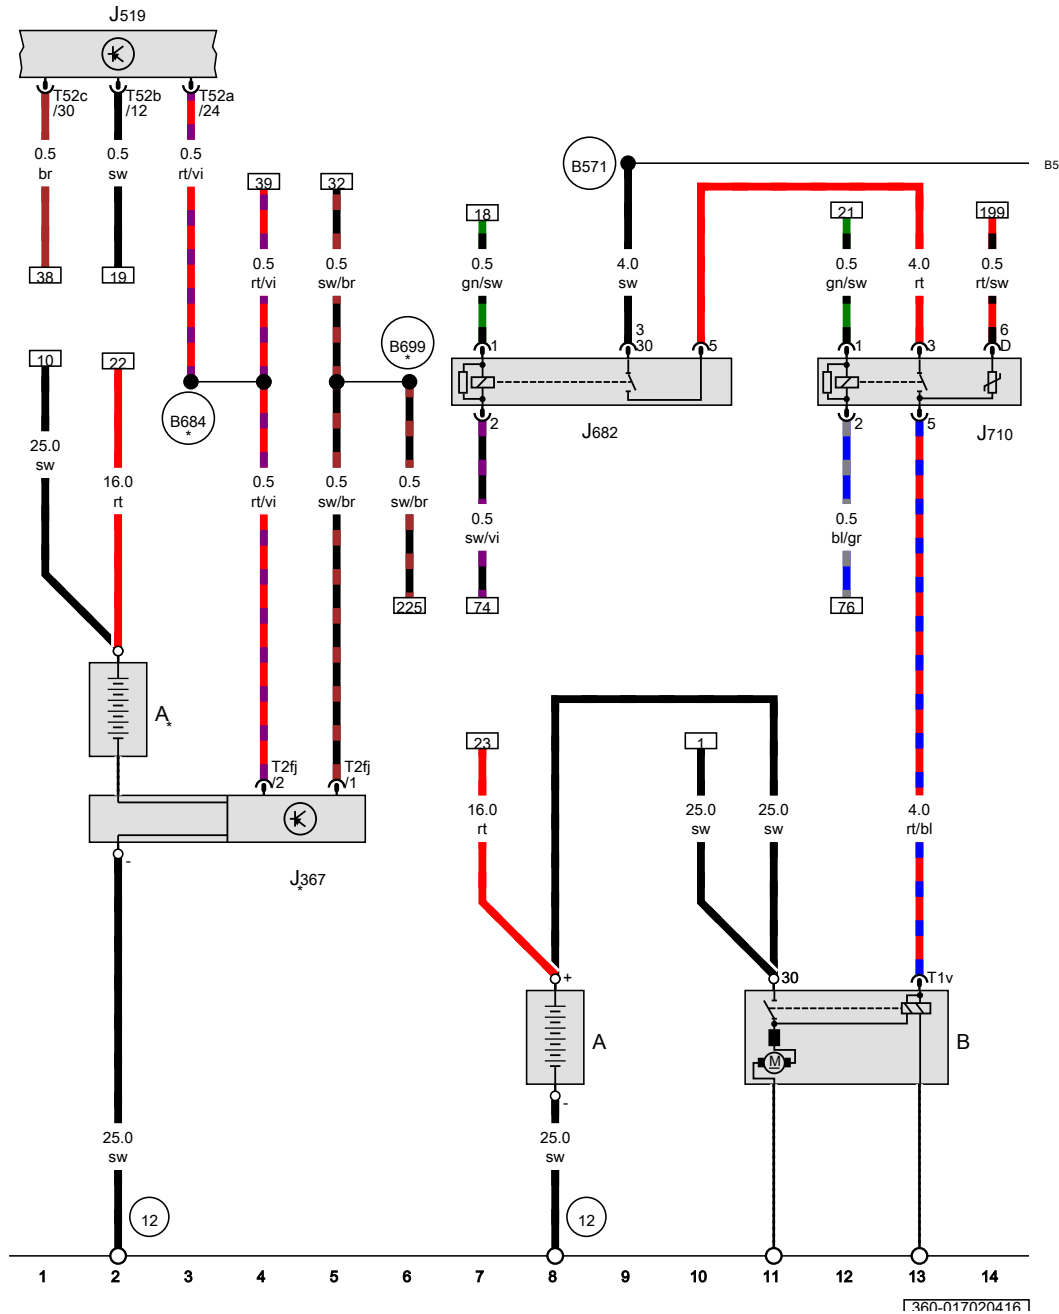 J519
T52c
/30
T52b
/12
T52a
/24
0.5
br
0.5
sw
0.5
rt/vi
38
19
39
32
0.5
rt/vi
0.5
sw/br
B571
B5
18
21
199
0.5
gn/sw
4.0
sw
0.5
gn/sw
4.0
rt
0.5
rt/sw
B699
*
1
3
30
5
1
3
6
D
10
22
B684
*
2
J682
2
5
J710
25.0
sw
16.0
rt
0.5
rt/vi
0.5
sw/br
0.5
sw/br
0.5
sw/vi
0.5
bl/gr
225
74
76
A*
23
1
T2fj
/2
T2fj
/1
16.0
rt
25.0
sw
25.0
sw
4.0
rt/bl
-
J*367
+
30
T1v
A
M
B
-
25.0
sw
25.0
sw
12
12
1 2 3 4 5 6 7 8 9 10 11 12 13 14
360-017020416